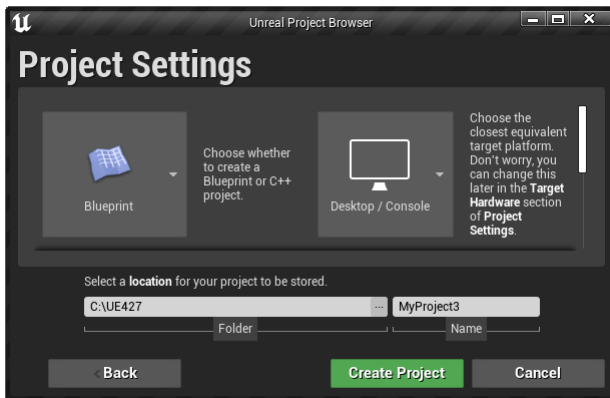 Unreal Project Browser
Project Settings
Blueprint
Choose whether
to create a
Blueprint or C++
project.
Desktop / Console
Choose the
closest equivalent
target platform.
Don't worry, you
can change this
later in the Target
Hardware section
of Project
Settings.
Select a location for your project to be stored.
C:\UE427
...
MyProject3
Folder
Name
Back
Create Project
Cancel